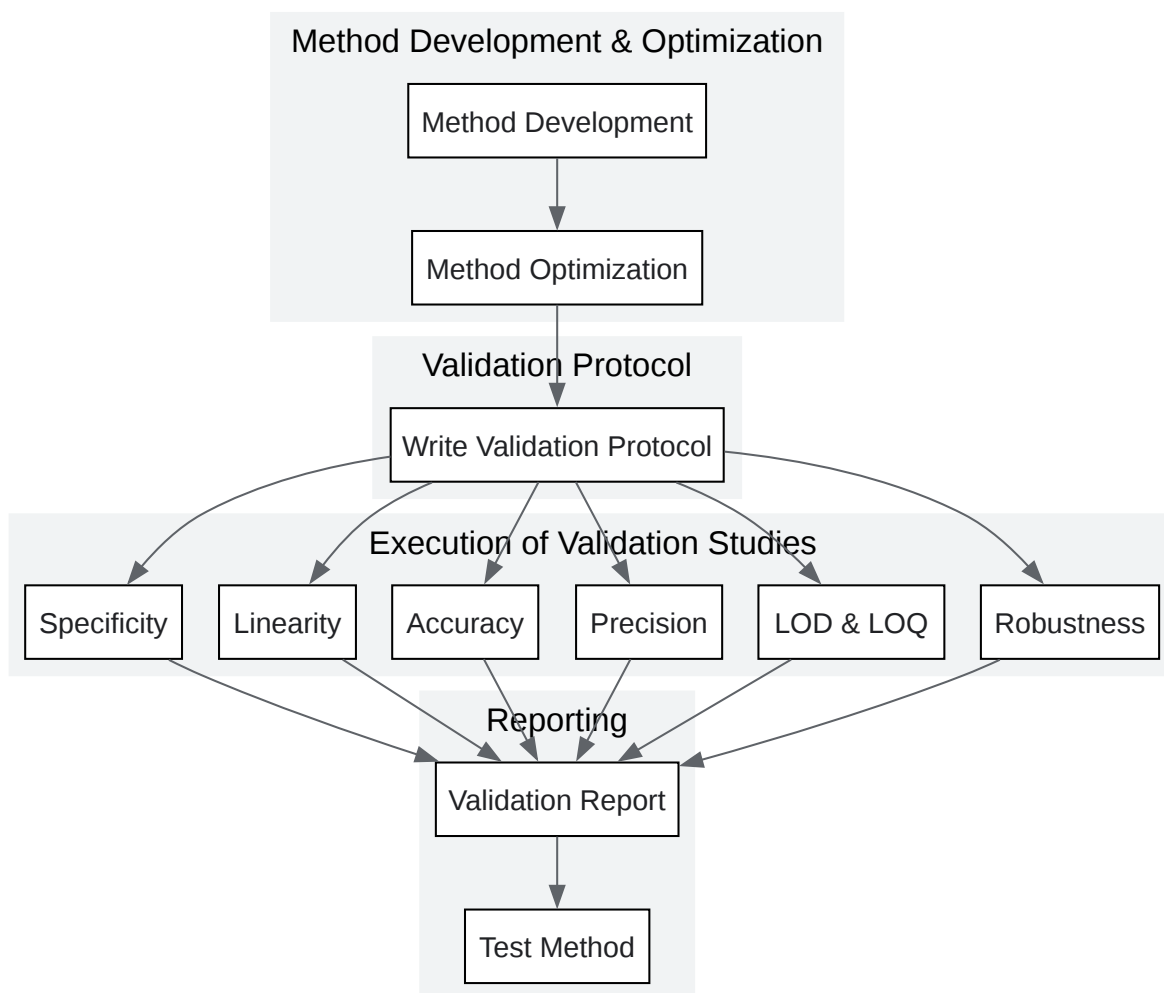 Method Development & Optimization
Method Development
Method Optimization
Validation Protocol
Write Validation Protocol
Execution of Validation Studies
Specificity
Linearity
Accuracy
Precision
LOD & LOQ
Robustness
Reporting
Validation Report
Test Method